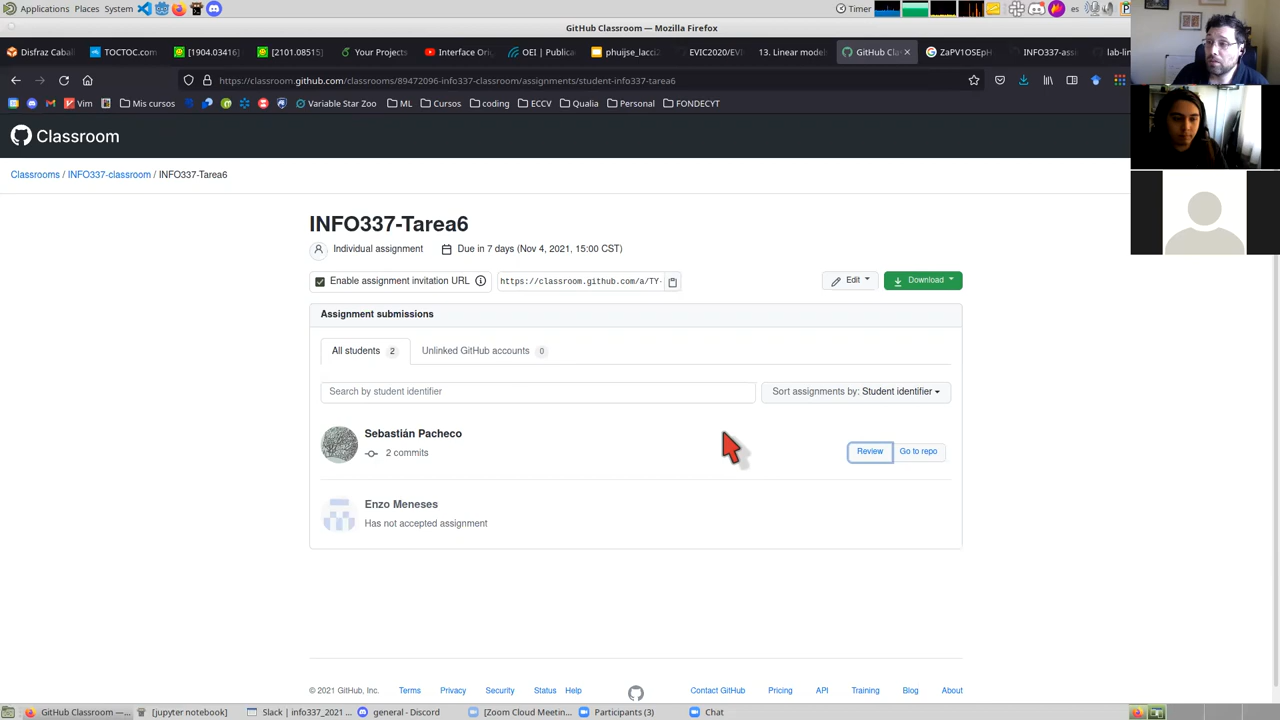 Applications Places System
Timer
es
GitHub Classroom — Mozilla Firefox
Disfraz Cabal
TOCTOC.com
[1904.03416]
[2101.08515]
Your Projects
Interface Ori
OEI | Publica
phuijse_lacci
EVIC2020/EVI
13. Linear mode
GitHub Cla
ZaPV1OSEpH
INFO337-ass
lab-lin
https://classroom.github.com/classrooms/89472096-info337-classroom/assignments/student-info337-tarea6
Vim
Mis cursos
Variable Star Zoo
ML
Cursos
coding
ECCV
Qualia
Personal
FONDECYT
Classroom
Classrooms / INFO337-classroom / INFO337-Tarea6
INFO337-Tarea6
Individual assignment
Due in 7 days (Nov 4, 2021, 15:00 CST)
Enable assignment invitation URL
https://classroom.github.com/a/TY-
Edit
Download
Assignment submissions
All students 2
Unlinked GitHub accounts 0
Search by student identifier
Sort assignments by: Student identifier
Sebastián Pacheco
2 commits
Review
Go to repo
Enzo Meneses
Has not accepted assignment
© 2021 GitHub, Inc.
Terms
Privacy
Security
Status
Help
Contact GitHub
Pricing
API
Training
Blog
About
GitHub Classroom — ...
[jupyter notebook]
Slack | info337_2021 ...
general - Discord
[Zoom Cloud Meetin...
Participants (3)
Chat